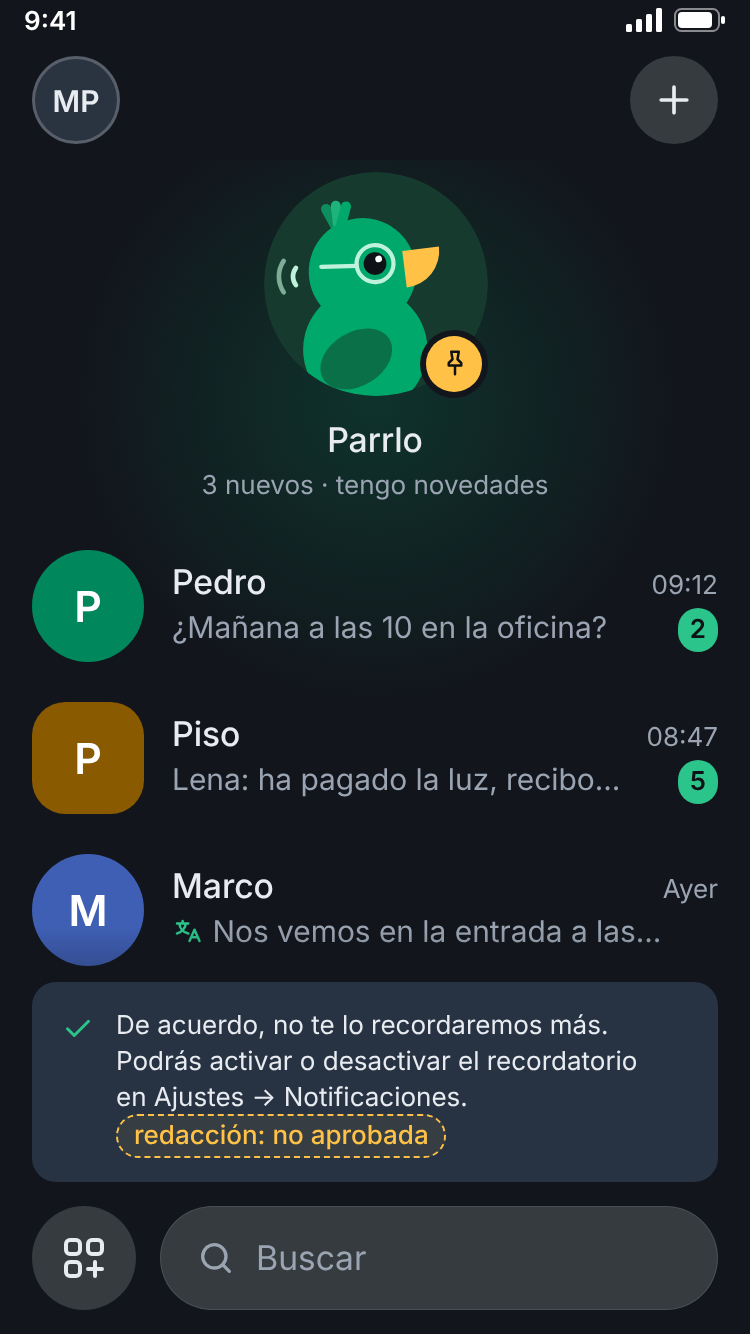 9:41
MP
Parrlo
3 nuevos · tengo novedades
P
Pedro
09:12
¿Mañana a las 10 en la oficina?
2
P
Piso
08:47
Lena: ha pagado la luz, recibo...
5
M
Marco
Ayer
Nos vemos en la entrada a las...
De acuerdo, no te lo recordaremos más.
Podrás activar o desactivar el recordatorio
en Ajustes → Notificaciones.
redacción: no aprobada
Buscar